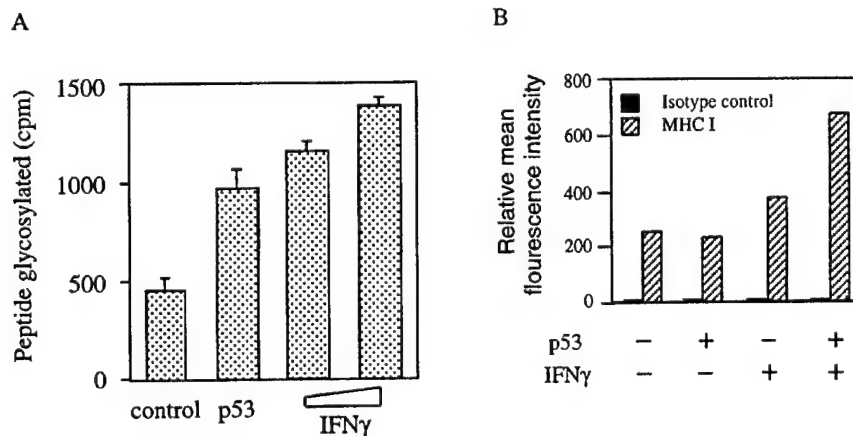 A
Peptide glycosylated (cpm)
1500
1000
500
0
control p53
IFNγ
B
Relative mean
flourescence intensity
800
600
400
200
0
Isotype control
MHC I
p53 − + − +
IFNγ − − + +